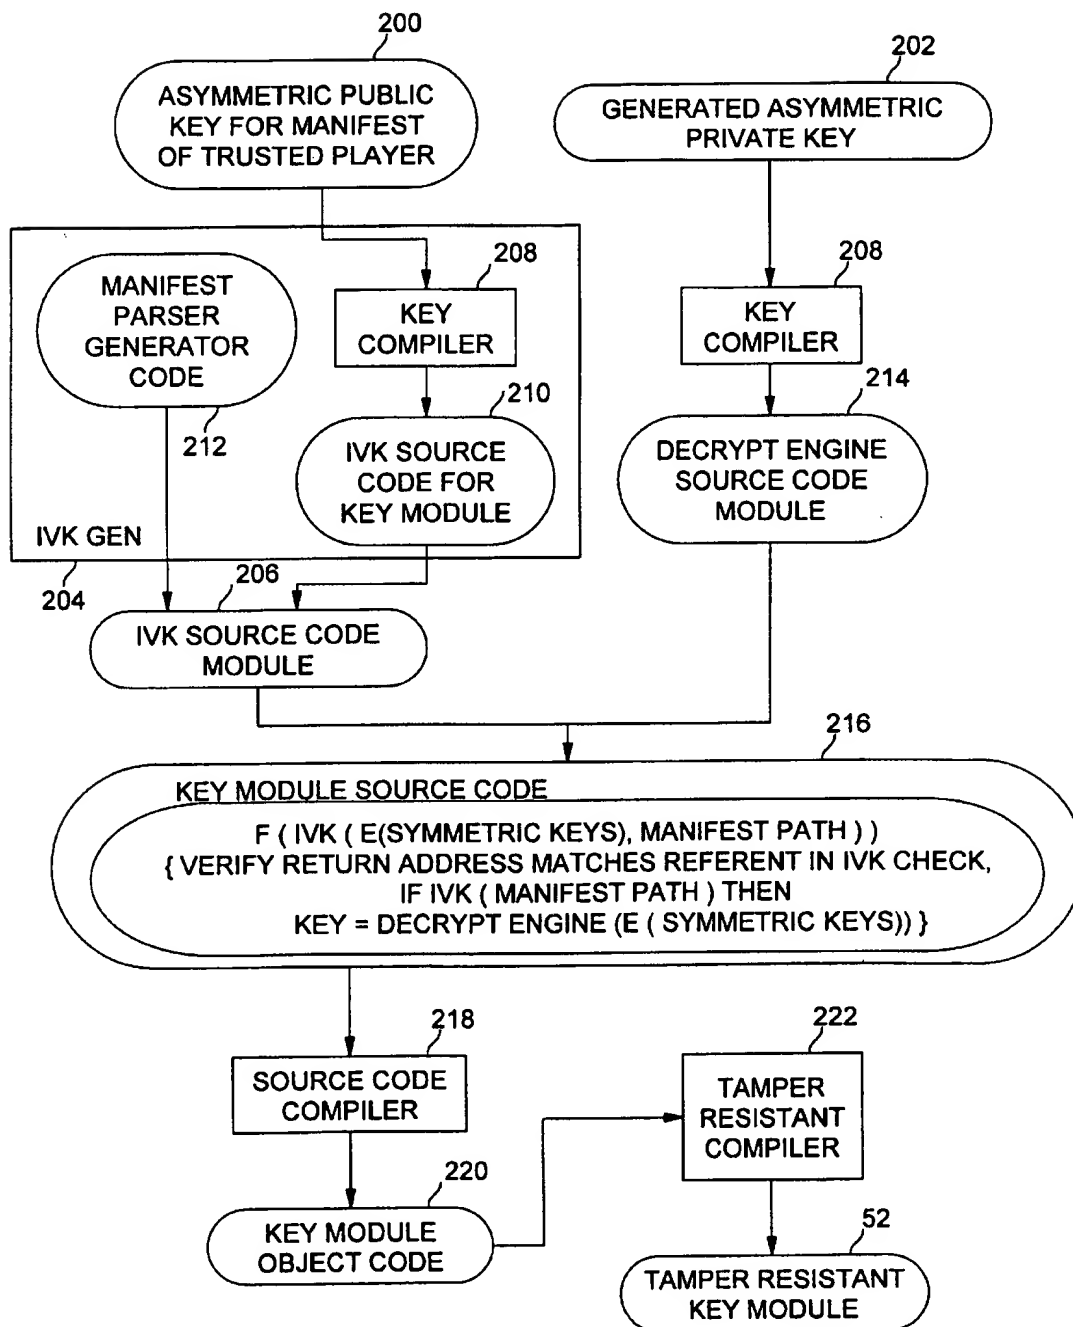 200
ASYMMETRIC PUBLIC
KEY FOR MANIFEST
OF TRUSTED PLAYER
202
GENERATED ASYMMETRIC
PRIVATE KEY
MANIFEST
PARSER
GENERATOR
CODE
212
208
KEY
COMPILER
210
IVK SOURCE
CODE FOR
KEY MODULE
IVK GEN
204
208
KEY
COMPILER
214
DECRYPT ENGINE
SOURCE CODE
MODULE
206
IVK SOURCE CODE
MODULE
216
KEY MODULE SOURCE CODE
F ( IVK ( E(SYMMETRIC KEYS), MANIFEST PATH ) )
{ VERIFY RETURN ADDRESS MATCHES REFERENT IN IVK CHECK,
IF IVK ( MANIFEST PATH ) THEN
KEY = DECRYPT ENGINE (E ( SYMMETRIC KEYS)) }
218
SOURCE CODE
COMPILER
220
KEY MODULE
OBJECT CODE
222
TAMPER
RESISTANT
COMPILER
52
TAMPER RESISTANT
KEY MODULE